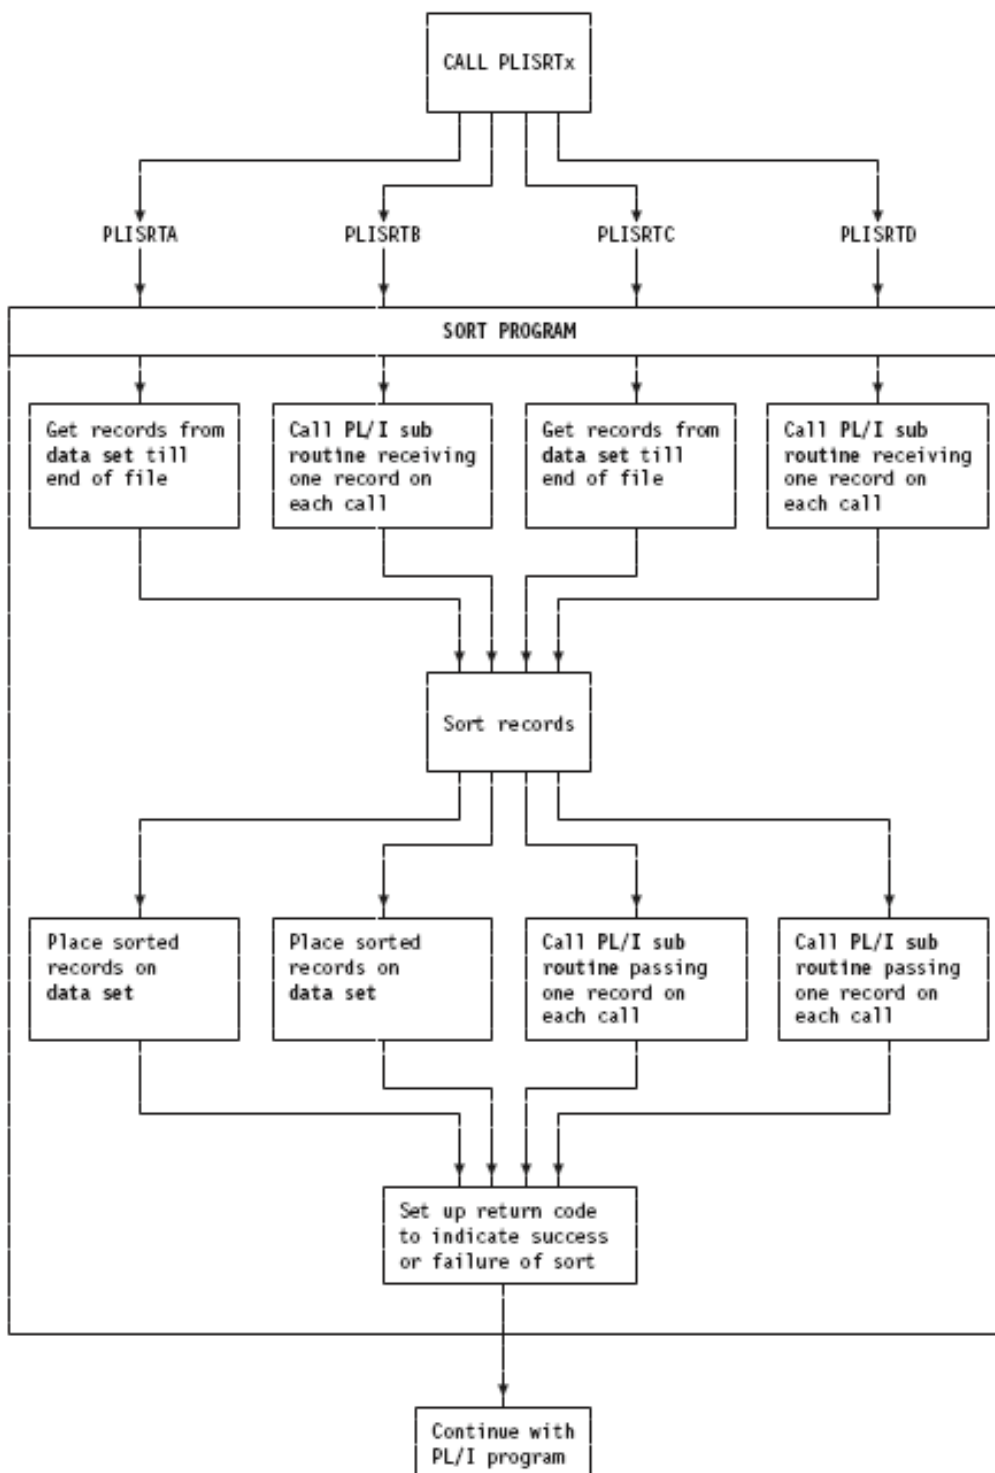 CALL PLISRTx
PLISRTA
PLISRTB
PLISRTC
PLISRTD
SORT PROGRAM
Get records from
data set till
end of file
Call PL/I sub
routine receiving
one record on
each call
Get records from
data set till
end of file
Call PL/I sub
routine receiving
one record on
each call
Sort records
Place sorted
records on
data set
Place sorted
records on
data set
Call PL/I sub
routine passing
one record on
each call
Call PL/I sub
routine passing
one record on
each call
Set up return code
to indicate success
or failure of sort
Continue with
PL/I program